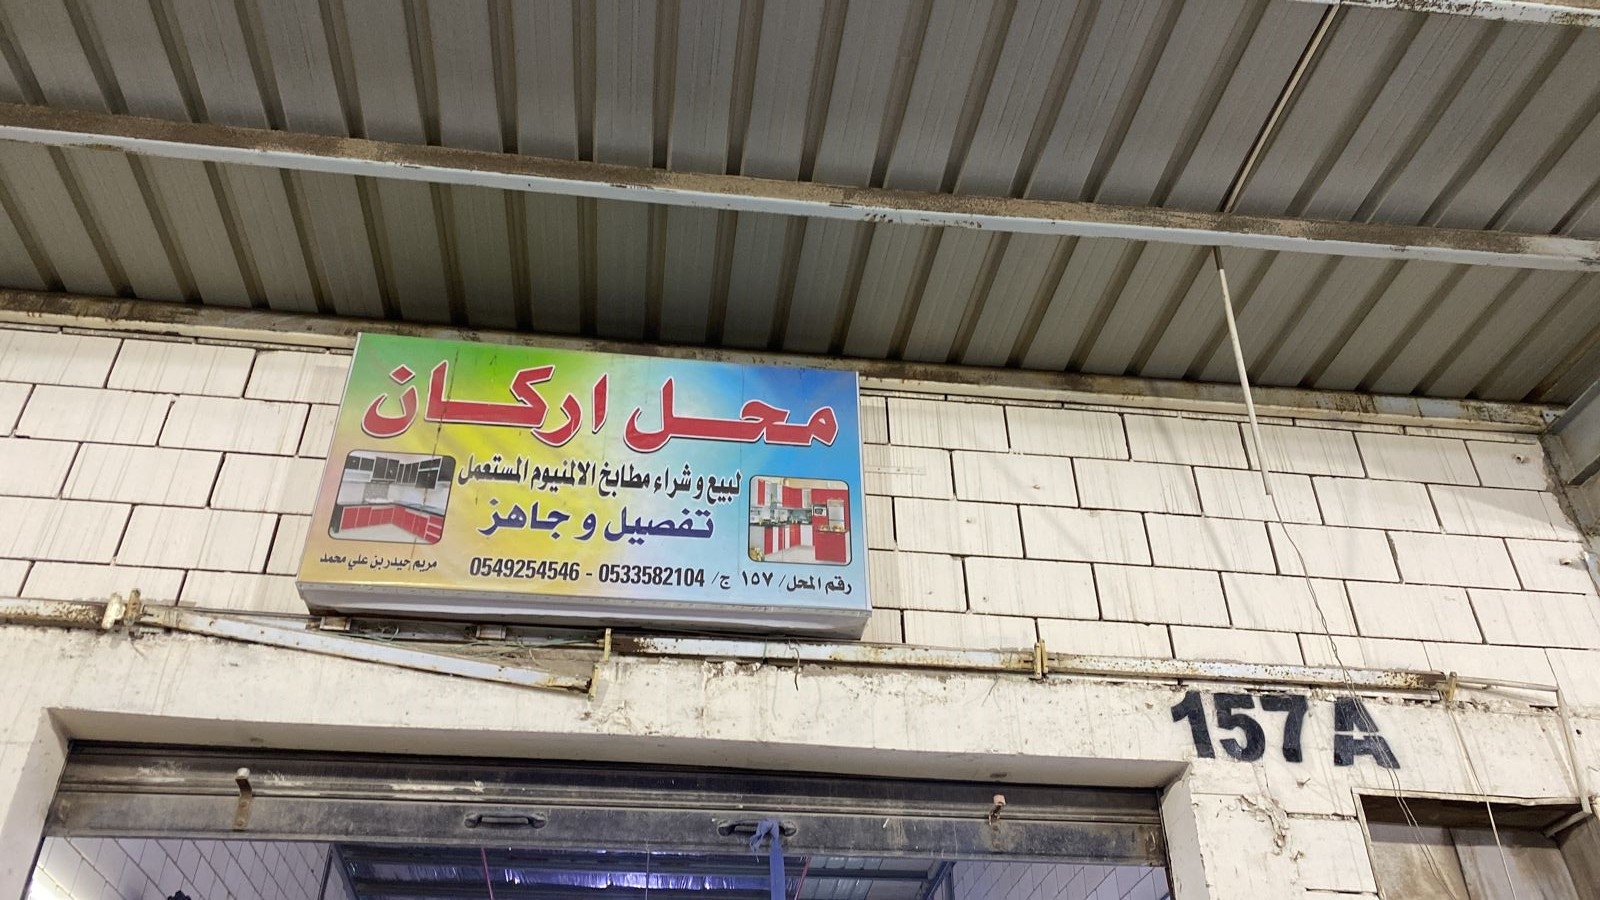 محل اركان
لبيع و شراء مطابخ الالمنيوم المستعمل
تفصيل و جاهز
رقم المحل/ ١٥٧ ج/ 0533582104 - 0549254546
مريم حيدر بن علي محمد
157 A